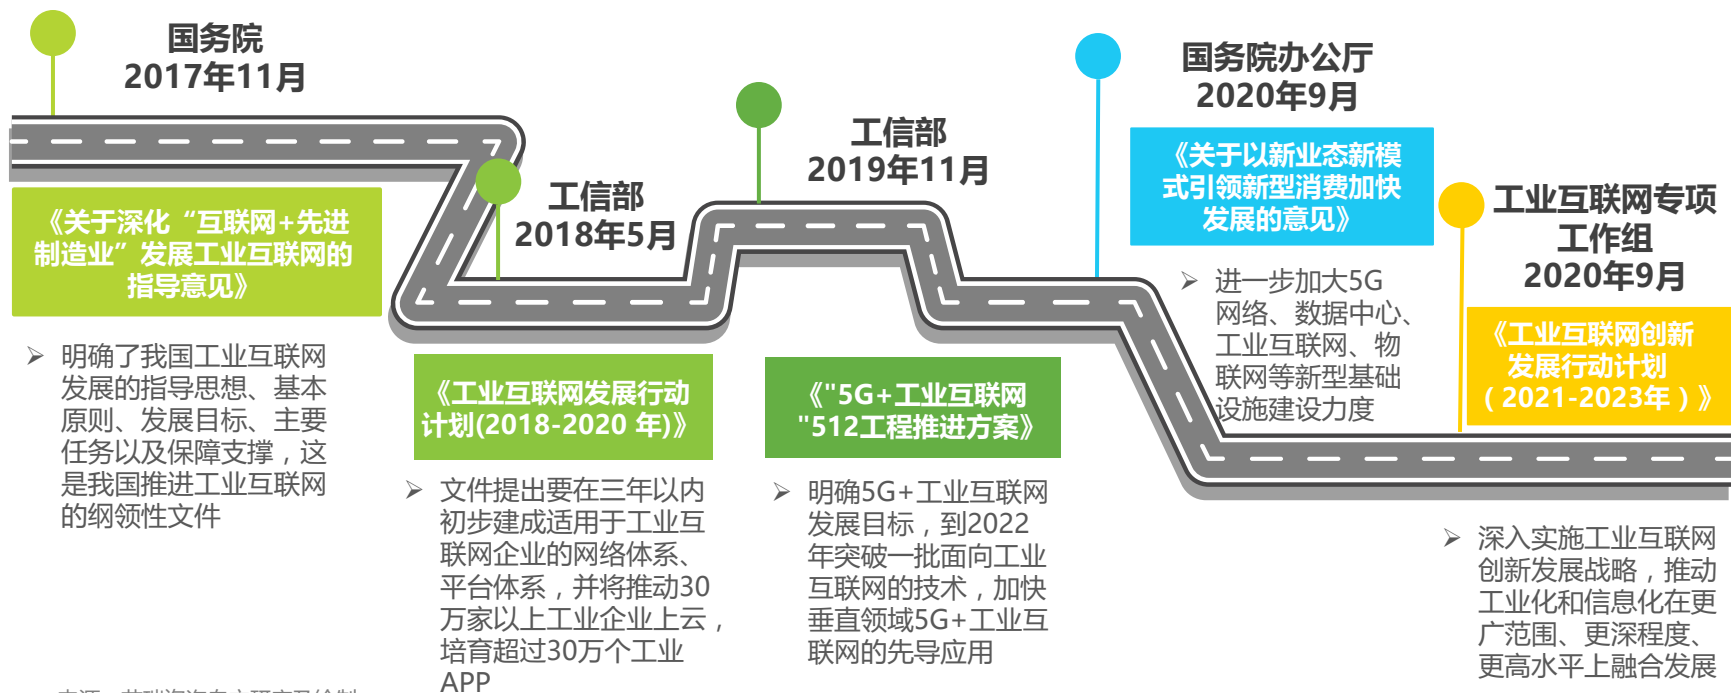 国务院
2017年11月
《关于深化“互联网+先进
制造业”发展工业互联网的
指导意见》
➢ 明确了我国工业互联网
发展的指导思想、基本
原则、发展目标、主要
任务以及保障支撑，这
是我国推进工业互联网
的纲领性文件
工信部
2018年5月
《工业互联网发展行动
计划(2018-2020 年)》
➢ 文件提出要在三年以内
初步建成适用于工业互
联网企业的网络体系、
平台体系，并将推动30
万家以上工业企业上云，
培育超过30万个工业
APP
工信部
2019年11月
《"5G+工业互联网
"512工程推进方案》
➢ 明确5G+工业互联网
发展目标，到2022
年突破一批面向工业
互联网的技术，加快
垂直领域5G+工业互
联网的先导应用
国务院办公厅
2020年9月
《关于以新业态新模
式引领新型消费加快
发展的意见》
➢ 进一步加大5G
网络、数据中心、
工业互联网、物
联网等新型基础
设施建设力度
工业互联网专项
工作组
2020年9月
《工业互联网创新
发展行动计划
（2021-2023年）》
➢ 深入实施工业互联网
创新发展战略，推动
工业化和信息化在更
广范围、更深程度、
更高水平上融合发展